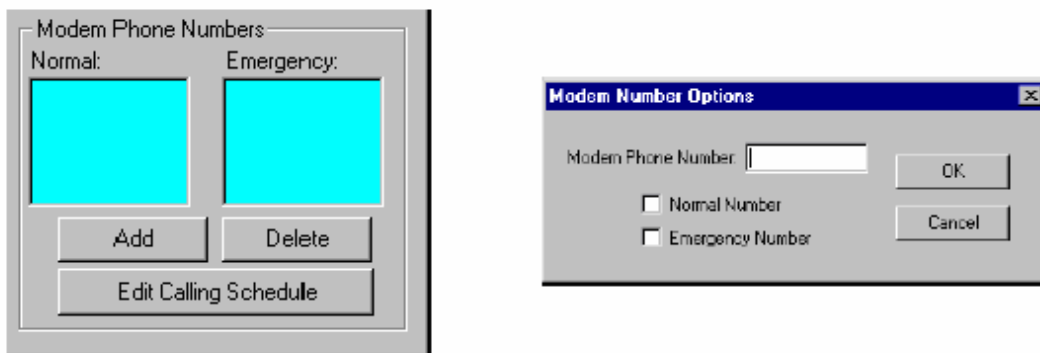 Modem Phone Numbers
Normal: Emergency:
Add Delete
Edit Calling Schedule
Modem Number Options
Modem Phone Number:
OK
Normal Number
Emergency Number
Cancel